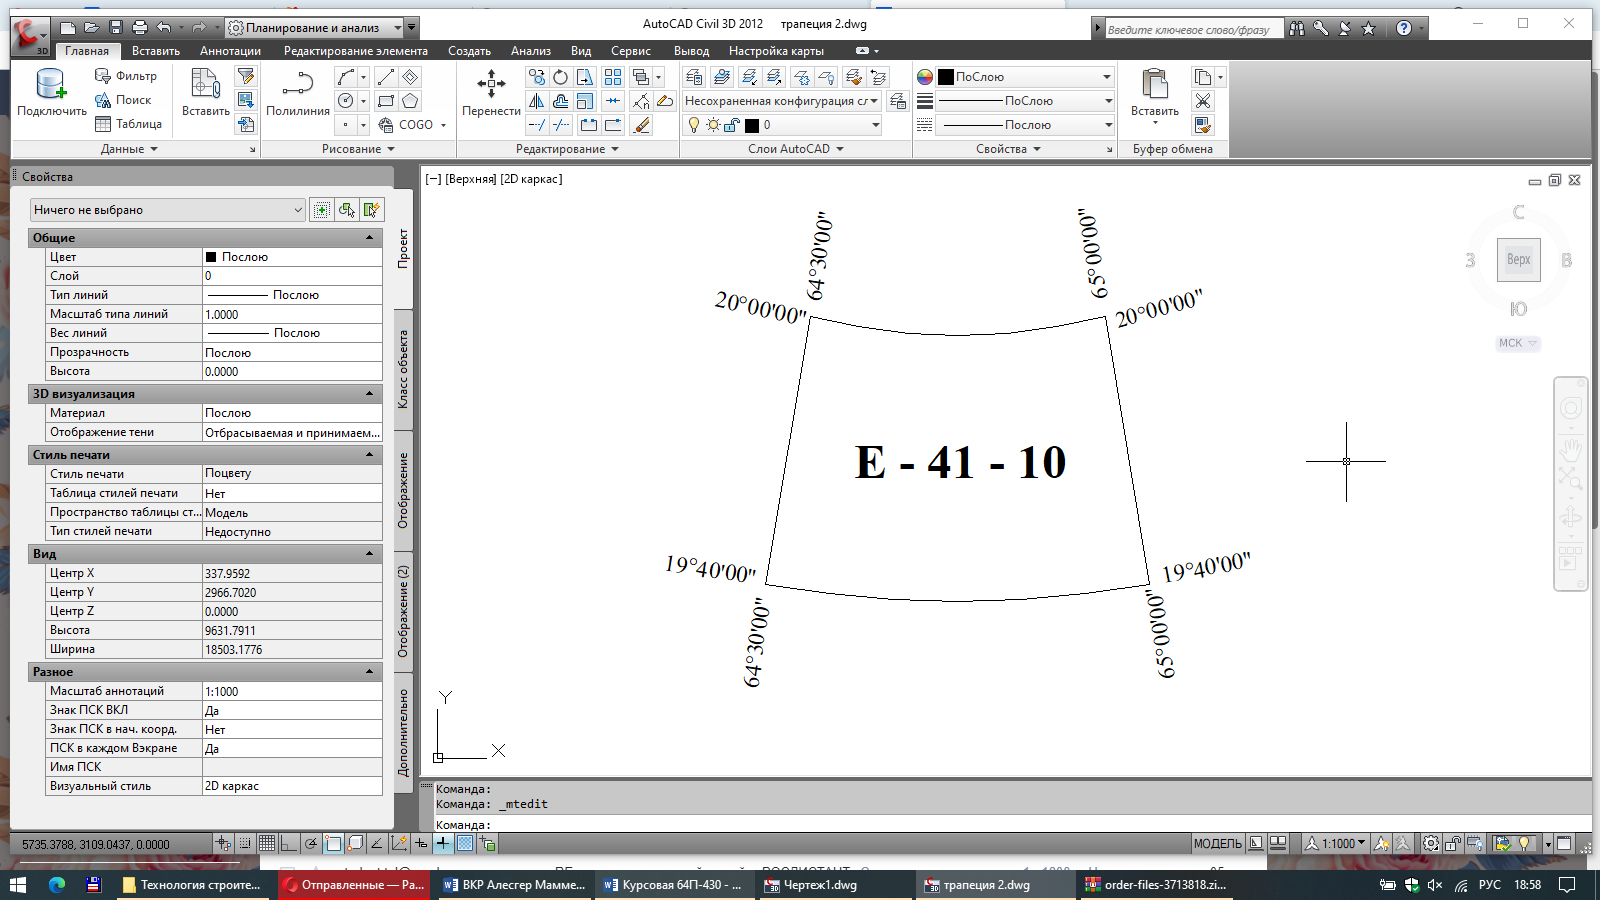 AutoCAD Civil 3D 2012 трапеция 2.dwg
Планирование и анализ
Введите ключевое слово/фразу
3D
Главная Вставить Аннотации Редактирование элемента Создать Анализ Вид Сервис Вывод Настройка карты
Подключить
Фильтр
Поиск
Таблица
Данные
Вставить
Полилиния
COGO
Рисование
Перенести
Редактирование
Несохраненная конфигурация сл
0
Слои AutoCAD
ПоСлою
ПоСлою
Послою
Свойства
Вставить
Буфер обмена
Свойства
Ничего не выбрано
Общие
Цвет Послою
Слой 0
Тип линий Послою
Масштаб типа линий 1.0000
Вес линий Послою
Прозрачность Послою
Высота 0.0000
3D визуализация
Материал Послою
Отображение тени Отбрасываемая и принимаем...
Стиль печати
Стиль печати Поцвету
Таблица стилей печати Нет
Пространство таблицы ст... Модель
Тип стилей печати Недоступно
Вид
Центр X 337.9592
Центр Y 2966.7020
Центр Z 0.0000
Высота 9631.7911
Ширина 18503.1776
Разное
Масштаб аннотаций 1:1000
Знак ПСК ВКЛ Да
Знак ПСК в нач. коорд. Нет
ПСК в каждом Вэкране Да
Имя ПСК
Визуальный стиль 2D каркас
Проект
Класс объекта
Отображение
Отображение (2)
Дополнительно
[−] [Верхняя] [2D каркас]
64°30'00"
65°00'00"
20°00'00"
20°00'00"
E - 41 - 10
19°40'00"
19°40'00"
64°30'00"
65°00'00"
Y
X
С
З Верх В
Ю
МСК
Команда:
Команда: _mtedit
Команда:
5735.3788, 3109.0437, 0.0000
МОДЕЛЬ
1:1000
Технология строите...
Отправленные — Ра...
ВКР Алесгер Мамме...
Курсовая 64П-430 - ...
Чертеж1.dwg
трапеция 2.dwg
order-files-3713818.zi...
РУС
18:58